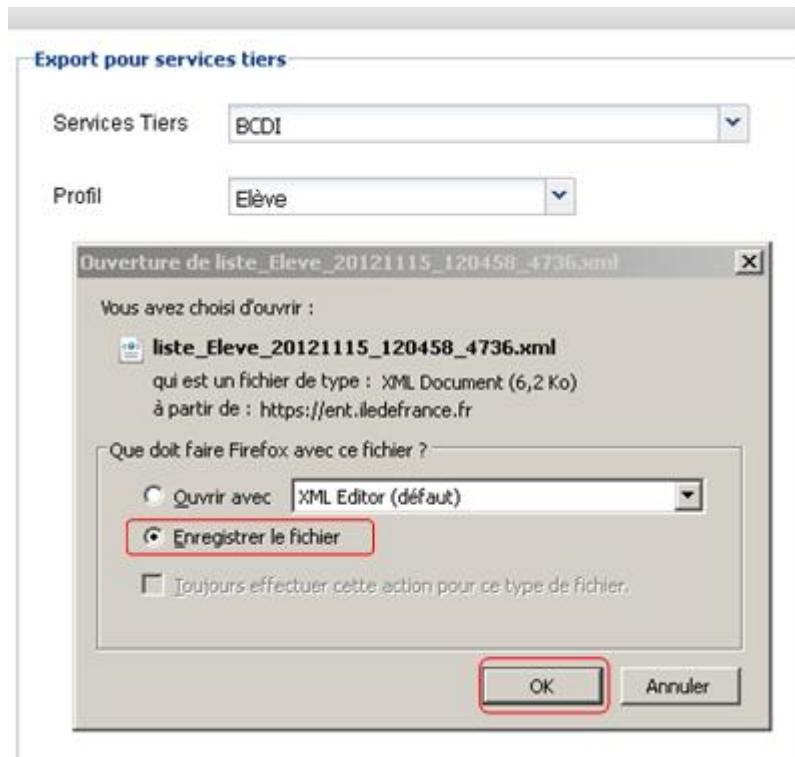 Export pour services tiers
Services Tiers BCDI
Profil Elève
Ouverture de liste_Eleve_20121115_120458_4736.xml
Vous avez choisi d'ouvrir :
liste_Eleve_20121115_120458_4736.xml
qui est un fichier de type : XML Document (6,2 Ko)
à partir de : https://ent.iledefrance.fr
Que doit faire Firefox avec ce fichier ?
Ouvrir avec XML Editor (défaut)
Enregistrer le fichier
Toujours effectuer cette action pour ce type de fichier.
OK Annuler